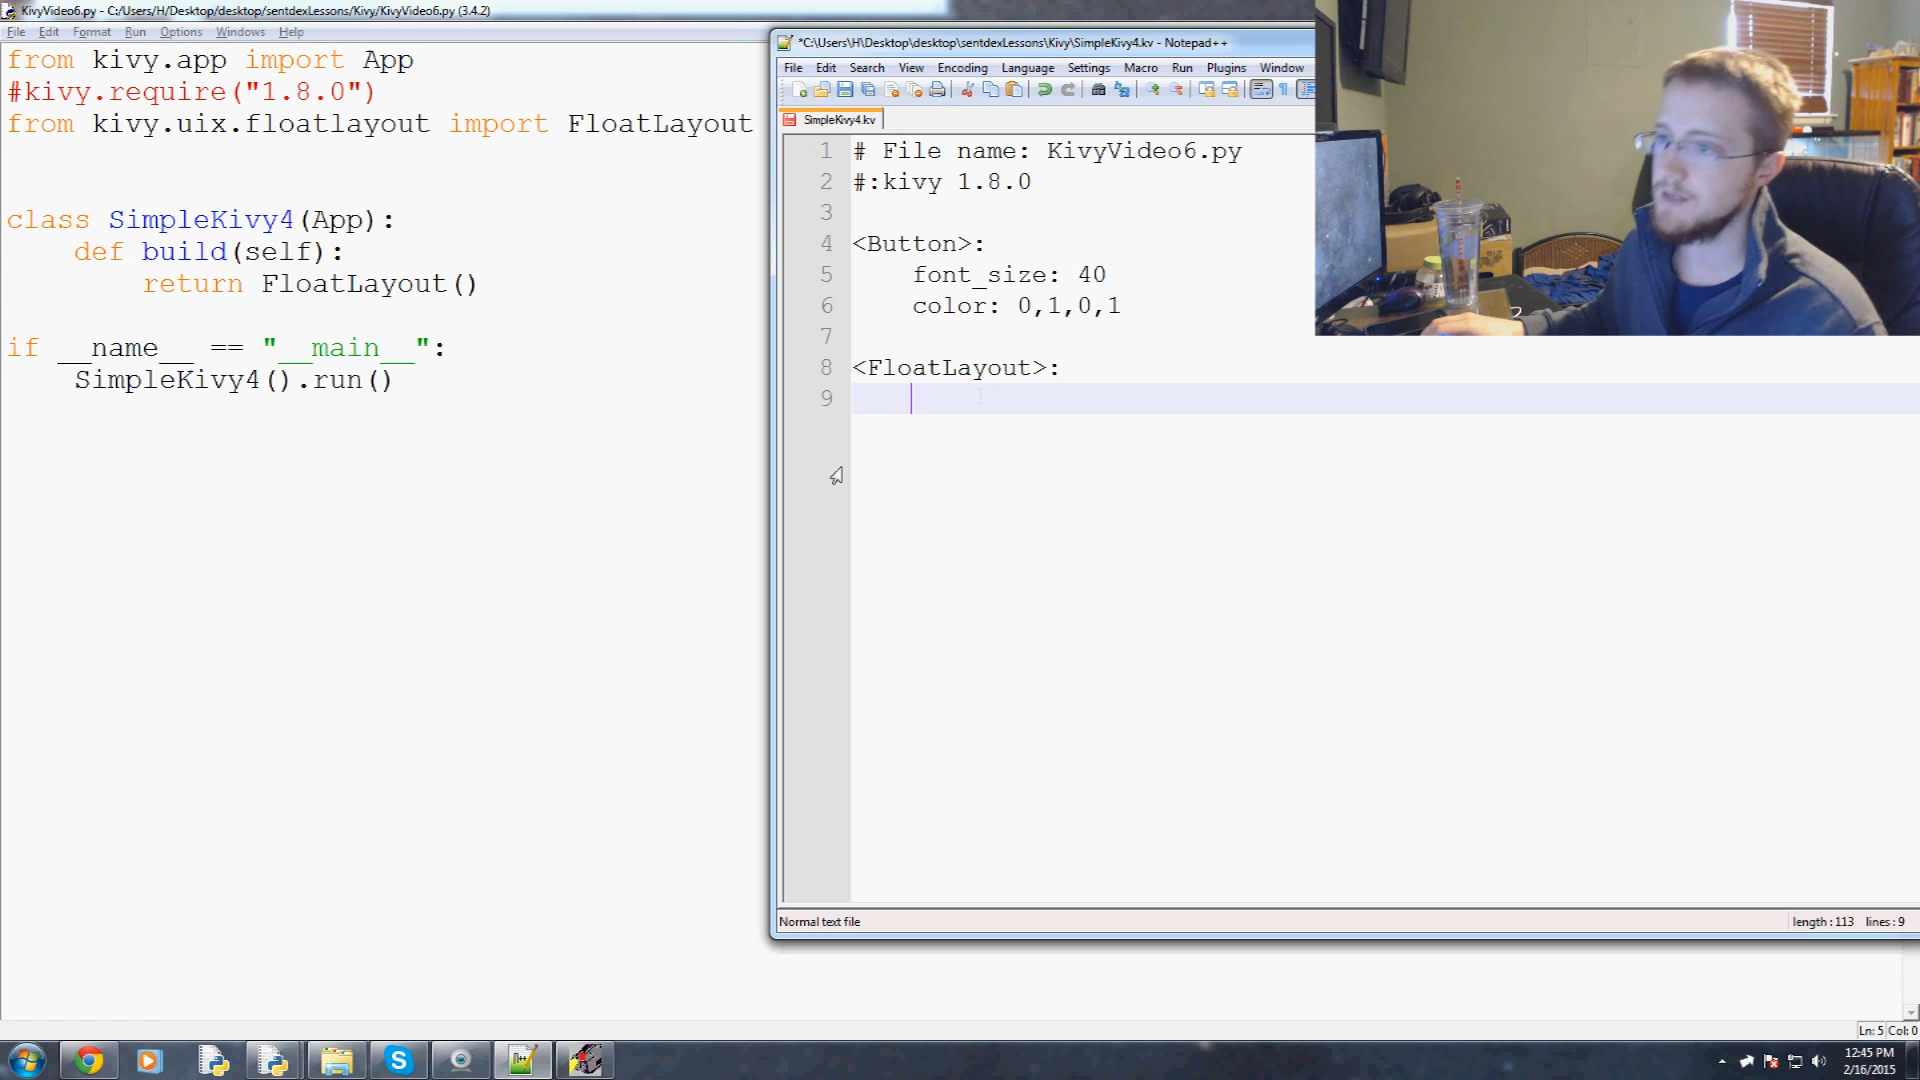 KivyVideo6.py - C:/Users/H/Desktop/desktop/sentdexLessons/Kivy/KivyVideo6.py (3.4.2)
File Edit Format Run Options Windows Help
from kivy.app import App
#kivy.require("1.8.0")
from kivy.uix.floatlayout import FloatLayout
class SimpleKivy4(App):
def build(self):
return FloatLayout()
if __name__ == "__main__":
SimpleKivy4().run()
*C:\Users\H\Desktop\desktop\sentdexLessons\Kivy\SimpleKivy4.kv - Notepad++
File Edit Search View Encoding Language Settings Macro Run Plugins Window
SimpleKivy4.kv
1 # File name: KivyVideo6.py
2 #:kivy 1.8.0
3
4 <Button>:
5 font_size: 40
6 color: 0,1,0,1
7
8 <FloatLayout>:
9
Normal text file
length : 113 lines : 9
Ln: 5 Col: 0
12:45 PM
2/16/2015